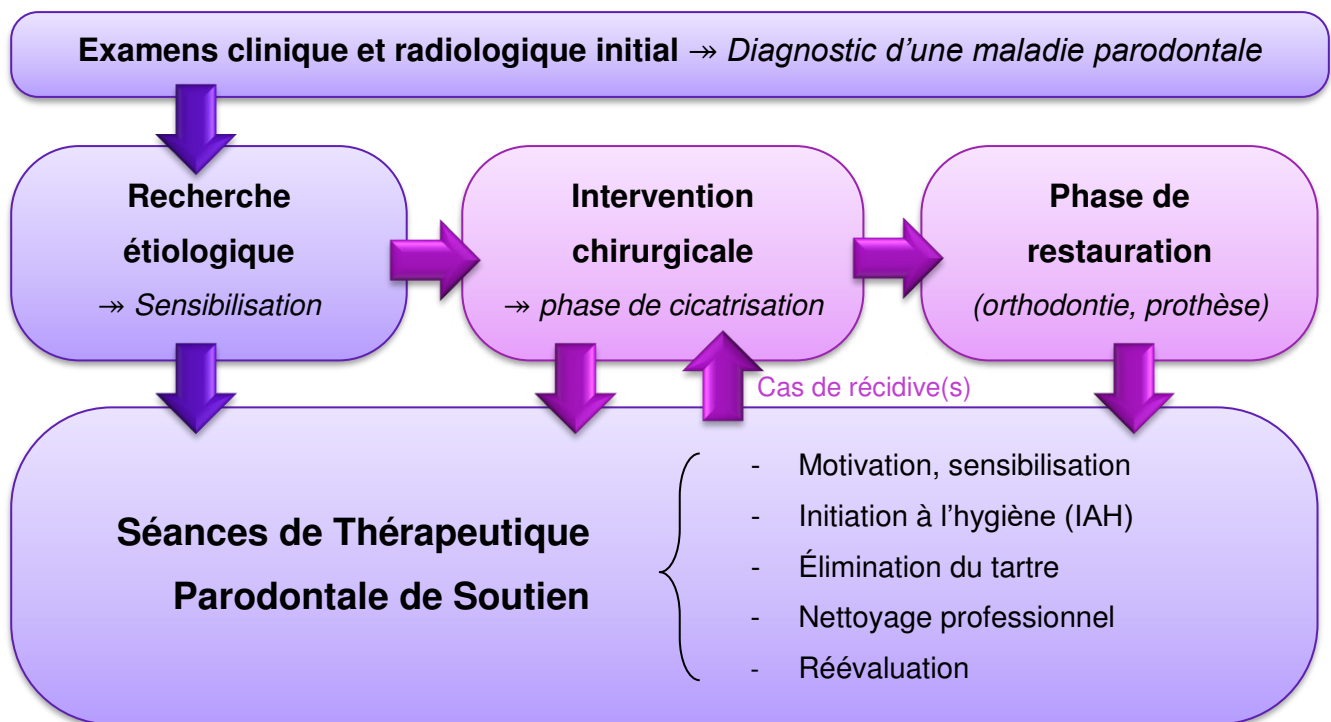 Examens clinique et radiologique initial ↠ Diagnostic d’une maladie parodontale
Recherche
étiologique
↠ Sensibilisation
Intervention
chirurgicale
↠ phase de cicatrisation
Phase de
restauration
(orthodontie, prothèse)
Cas de récidive(s)
Séances de Thérapeutique
Parodontale de Soutien
- Motivation, sensibilisation
- Initiation à l’hygiène (IAH)
- Élimination du tartre
- Nettoyage professionnel
- Réévaluation